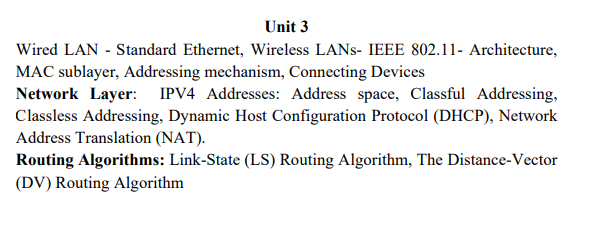 Unit 3
Wired LAN - Standard Ethernet, Wireless LANs- IEEE 802.11- Architecture,
MAC sublayer, Addressing mechanism, Connecting Devices
Network Layer: IPV4 Addresses: Address space, Classful Addressing,
Classless Addressing, Dynamic Host Configuration Protocol (DHCP), Network
Address Translation (NAT).
Routing Algorithms: Link-State (LS) Routing Algorithm, The Distance-Vector
(DV) Routing Algorithm